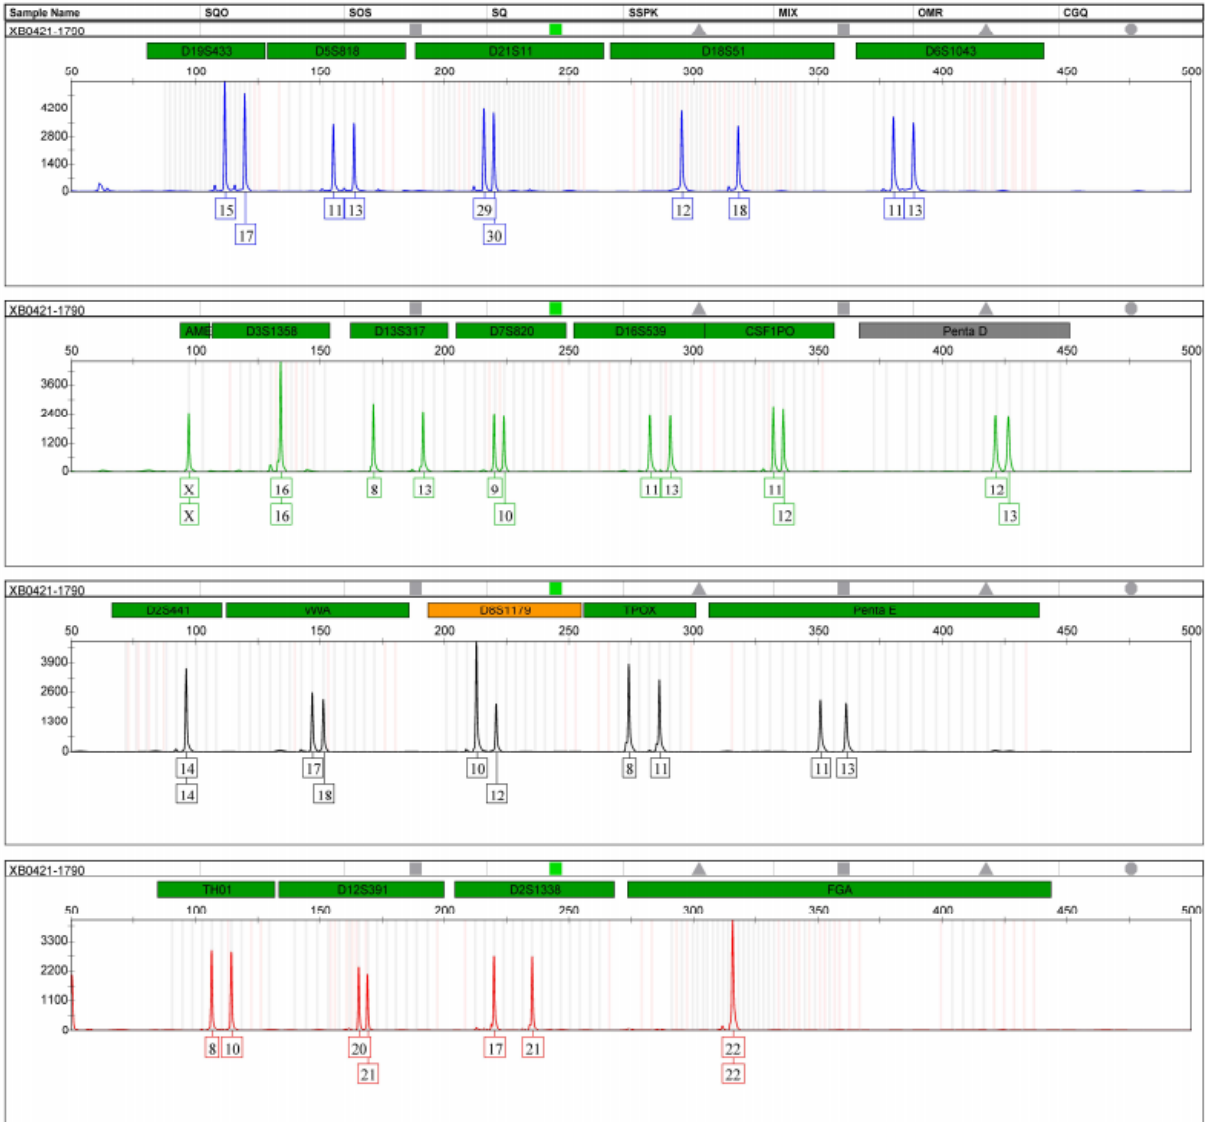 Sample Name SQO SOS SQ SSPK MIX OMR CGQ
XB0421-1790
D19S433 D5S818 D21S11 D18S51 D6S1043
50 100 150 200 250 300 350 400 450 500
4200
2800
1400
0
15 11 13 29 12 18 11 13
17 30
XB0421-1790
AME D3S1358 D13S317 D7S820 D16S539 CSF1PO Penta D
50 100 150 200 250 300 350 400 450 500
3600
2400
1200
0
X 16 8 13 9 11 13 11 12
X 16 10 12 13
XB0421-1790
D2S441 vWA D8S1179 TPOX Penta E
50 100 150 200 250 300 350 400 450 500
3900
2600
1300
0
14 17 10 8 11 11 13
14 18 12
XB0421-1790
TH01 D12S391 D2S1338 FGA
50 100 150 200 250 300 350 400 450 500
3300
2200
1100
0
8 10 20 17 21 22
21 22